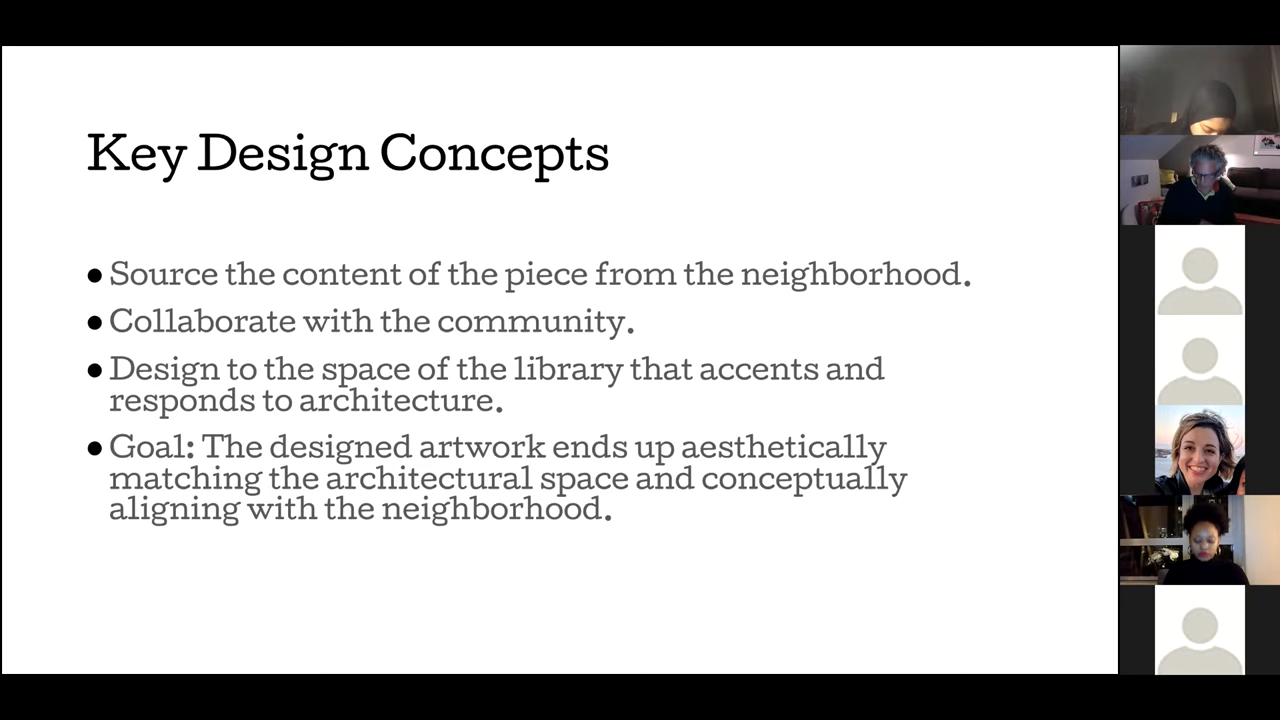 Key Design Concepts
● Source the content of the piece from the neighborhood.
● Collaborate with the community.
● Design to the space of the library that accents and
responds to architecture.
● Goal: The designed artwork ends up aesthetically
matching the architectural space and conceptually
aligning with the neighborhood.